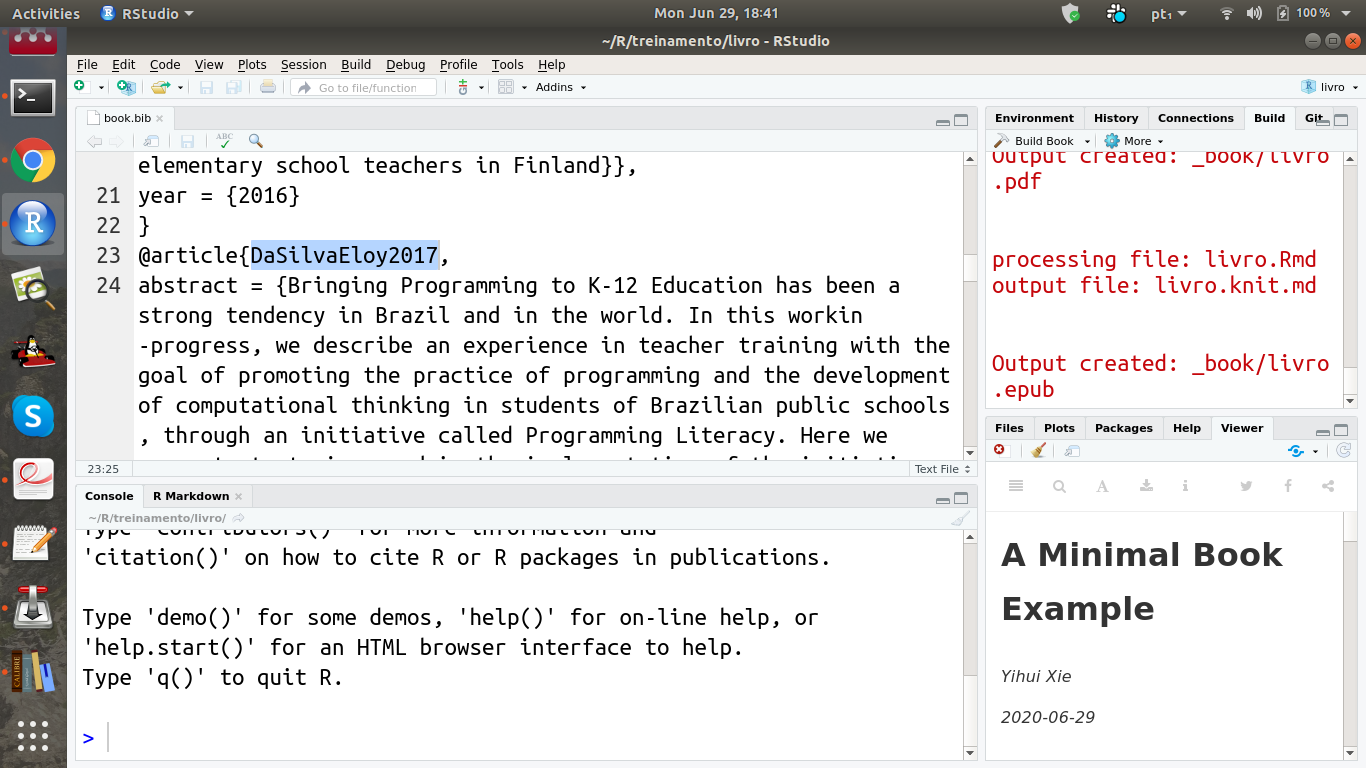 Activities RStudio Mon Jun 29, 18:41 pt₁ 100 %
~/R/treinamento/livro - RStudio
File Edit Code View Plots Session Build Debug Profile Tools Help
Go to file/function Addins livro
book.bib
ABC
elementary school teachers in Finland}},
21 year = {2016}
22 }
23 @article{DaSilvaEloy2017,
24 abstract = {Bringing Programming to K-12 Education has been a
strong tendency in Brazil and in the world. In this workin
-progress, we describe an experience in teacher training with the
goal of promoting the practice of programming and the development
of computational thinking in students of Brazilian public schools
, through an initiative called Programming Literacy. Here we
23:25 Text File
Console R Markdown
~/R/treinamento/livro/
Type 'contributors()' for more information and
'citation()' on how to cite R or R packages in publications.
Type 'demo()' for some demos, 'help()' for on-line help, or
'help.start()' for an HTML browser interface to help.
Type 'q()' to quit R.
>
Environment History Connections Build Git
Build Book More
Output created: _book/livro
.pdf
processing file: livro.Rmd
output file: livro.knit.md
Output created: _book/livro
.epub
Files Plots Packages Help Viewer
A Minimal Book
Example
Yihui Xie
2020-06-29
CALIBRE